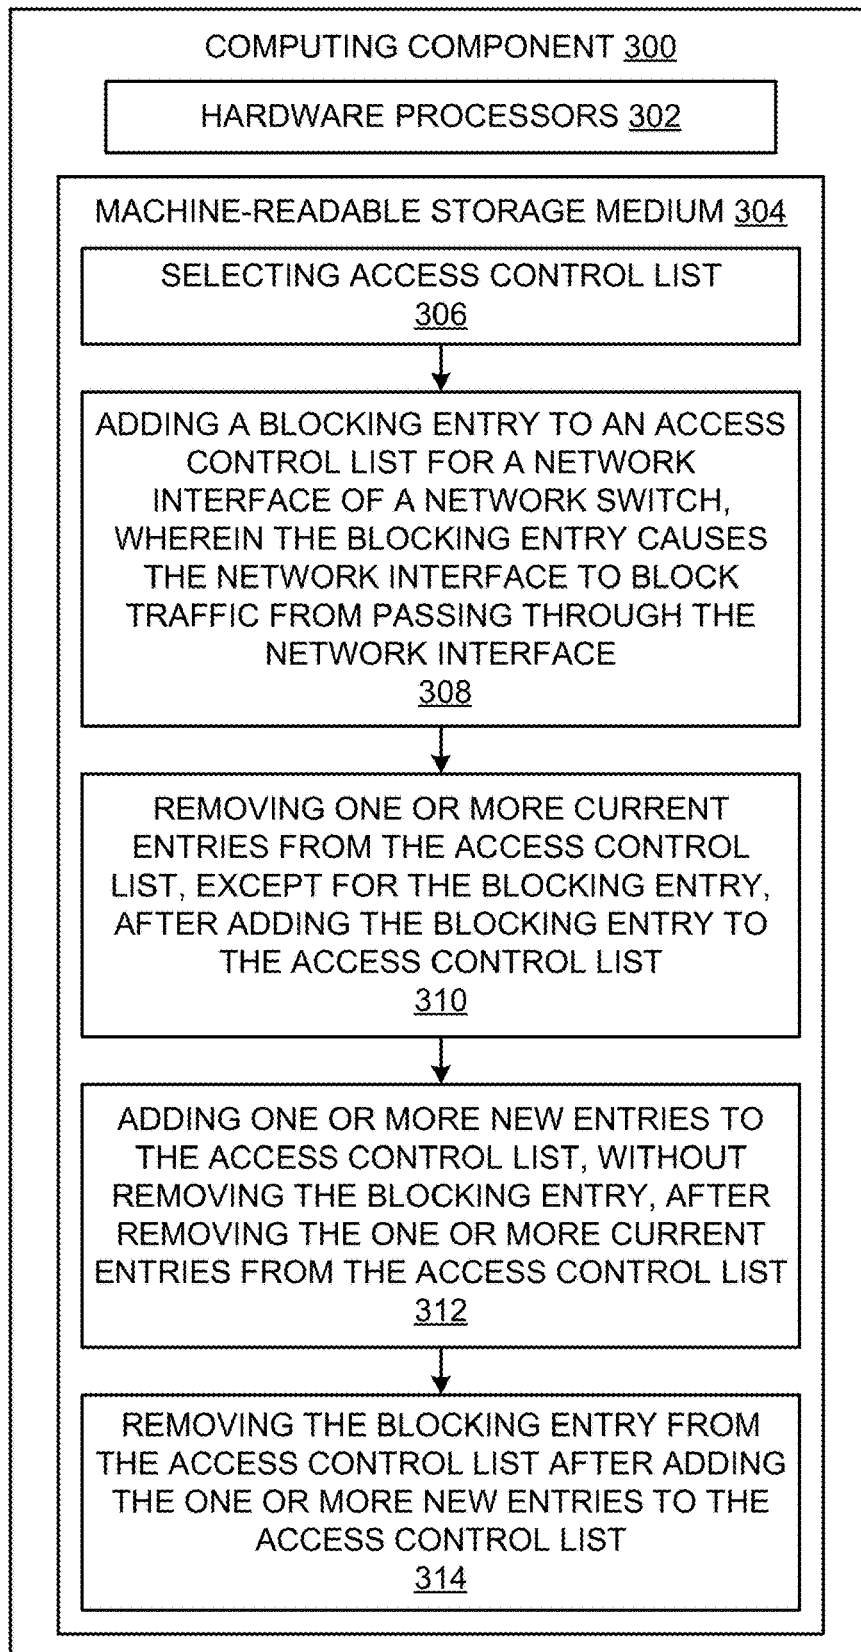 COMPUTING COMPONENT 300
HARDWARE PROCESSORS 302
MACHINE-READABLE STORAGE MEDIUM 304
SELECTING ACCESS CONTROL LIST
306
ADDING A BLOCKING ENTRY TO AN ACCESS
CONTROL LIST FOR A NETWORK
INTERFACE OF A NETWORK SWITCH,
WHEREIN THE BLOCKING ENTRY CAUSES
THE NETWORK INTERFACE TO BLOCK
TRAFFIC FROM PASSING THROUGH THE
NETWORK INTERFACE
308
REMOVING ONE OR MORE CURRENT
ENTRIES FROM THE ACCESS CONTROL
LIST, EXCEPT FOR THE BLOCKING ENTRY,
AFTER ADDING THE BLOCKING ENTRY TO
THE ACCESS CONTROL LIST
310
ADDING ONE OR MORE NEW ENTRIES TO
THE ACCESS CONTROL LIST, WITHOUT
REMOVING THE BLOCKING ENTRY, AFTER
REMOVING THE ONE OR MORE CURRENT
ENTRIES FROM THE ACCESS CONTROL LIST
312
REMOVING THE BLOCKING ENTRY FROM
THE ACCESS CONTROL LIST AFTER ADDING
THE ONE OR MORE NEW ENTRIES TO THE
ACCESS CONTROL LIST
314